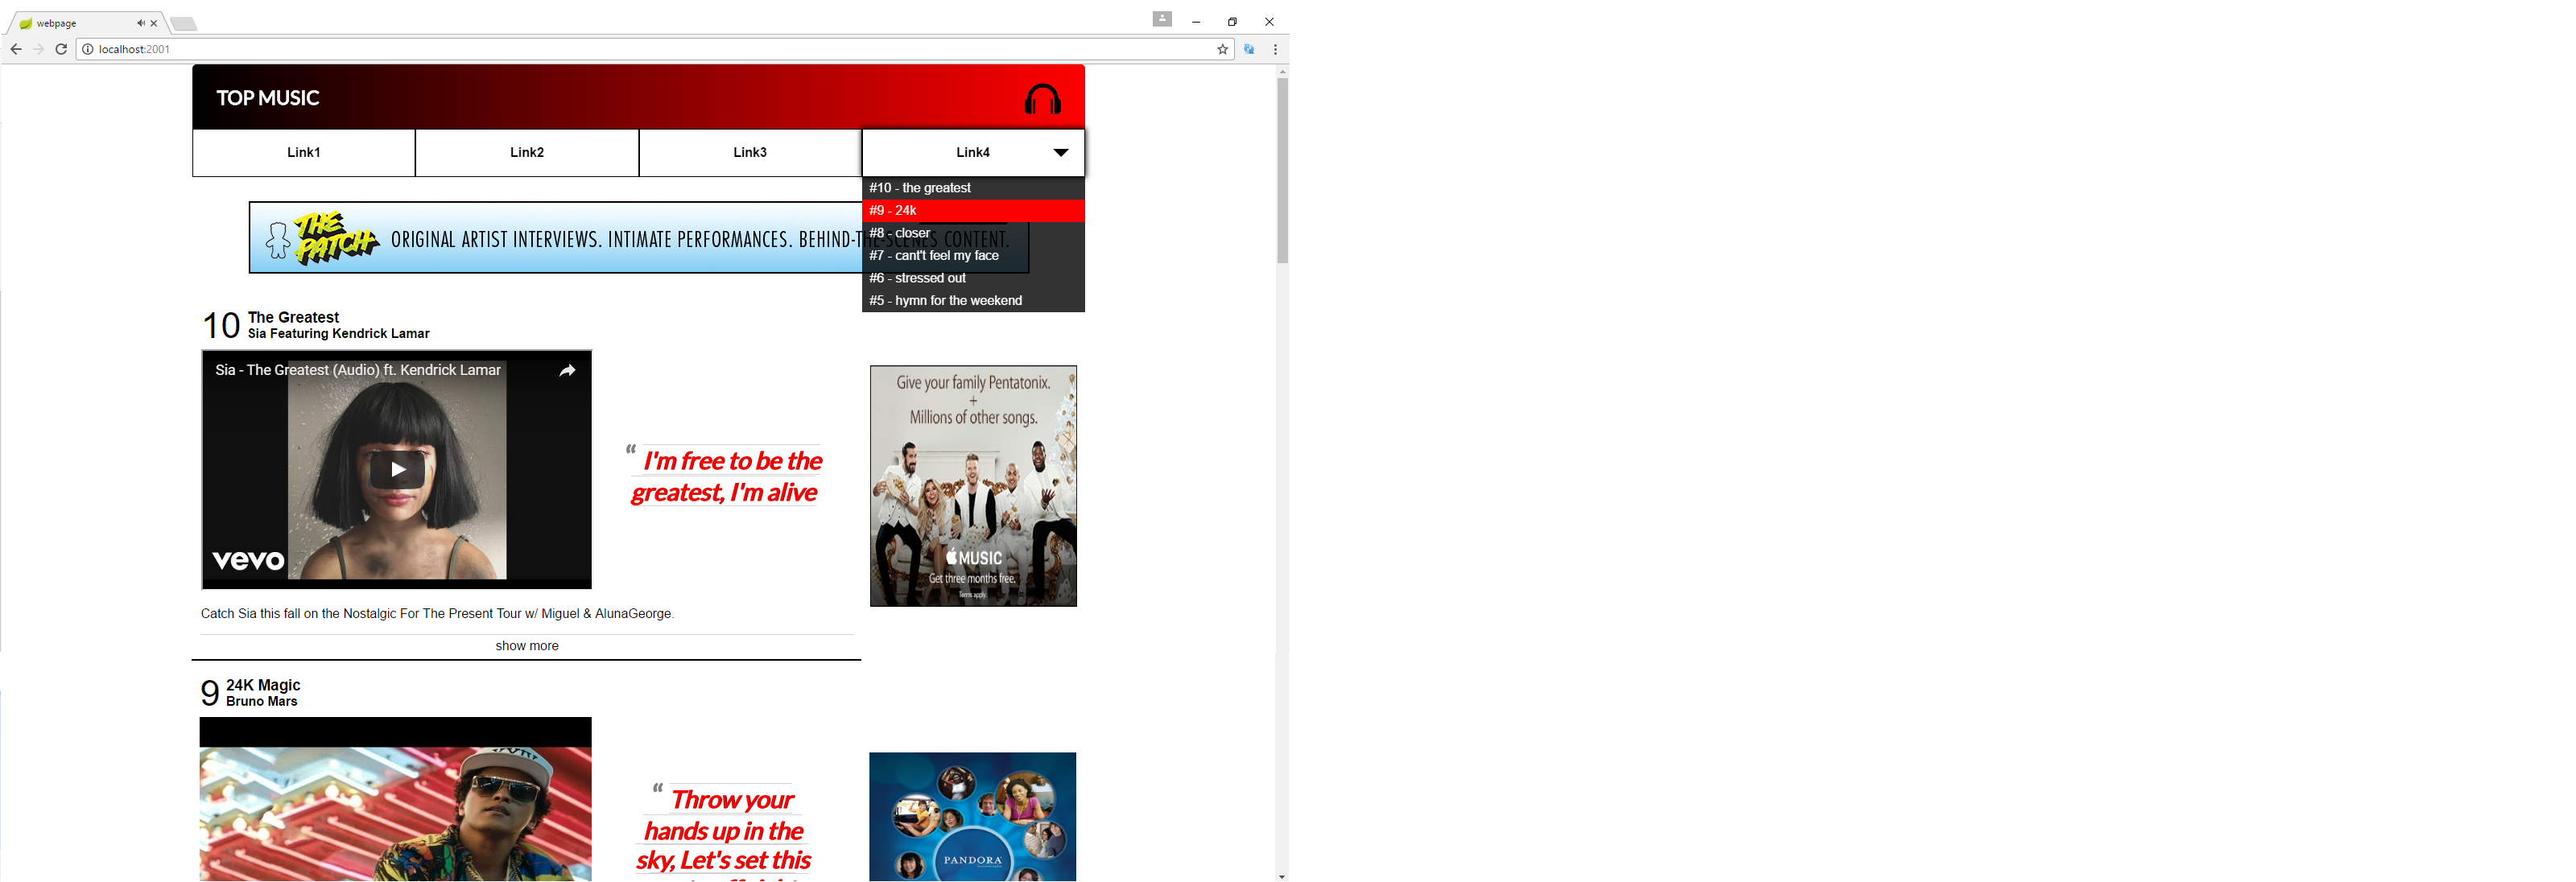 webpage
localhost:2001
TOP MUSIC
Link1
Link2
Link3
Link4
#10 - the greatest
#9 - 24k
#8 - closer
#7 - cant't feel my face
#6 - stressed out
#5 - hymn for the weekend
THE PATCH
ORIGINAL ARTIST INTERVIEWS. INTIMATE PERFORMANCES. BEHIND-THE-SCENES CONTENT.
10
The Greatest
Sia Featuring Kendrick Lamar
Sia - The Greatest (Audio) ft. Kendrick Lamar
vevo
“ I'm free to be the
greatest, I'm alive
Give your family Pentatonix.
+
Millions of other songs.
MUSIC
Get three months free.
Terms apply.
Catch Sia this fall on the Nostalgic For The Present Tour w/ Miguel & AlunaGeorge.
show more
9
24K Magic
Bruno Mars
“ Throw your
hands up in the
sky, Let's set this
PANDORA